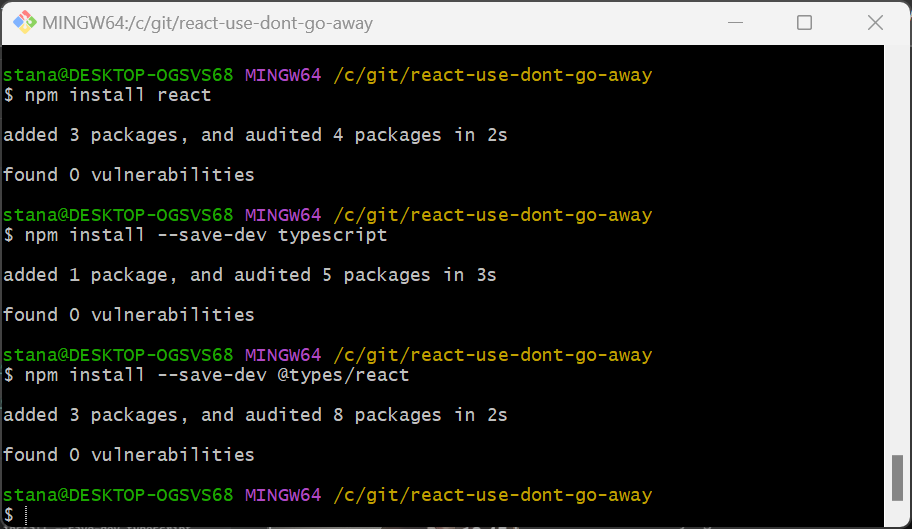 MINGW64:/c/git/react-use-dont-go-away
stana@DESKTOP-OGSVS68 MINGW64 /c/git/react-use-dont-go-away
$ npm install react
added 3 packages, and audited 4 packages in 2s
found 0 vulnerabilities
stana@DESKTOP-OGSVS68 MINGW64 /c/git/react-use-dont-go-away
$ npm install --save-dev typescript
added 1 package, and audited 5 packages in 3s
found 0 vulnerabilities
stana@DESKTOP-OGSVS68 MINGW64 /c/git/react-use-dont-go-away
$ npm install --save-dev @types/react
added 3 packages, and audited 8 packages in 2s
found 0 vulnerabilities
stana@DESKTOP-OGSVS68 MINGW64 /c/git/react-use-dont-go-away
$